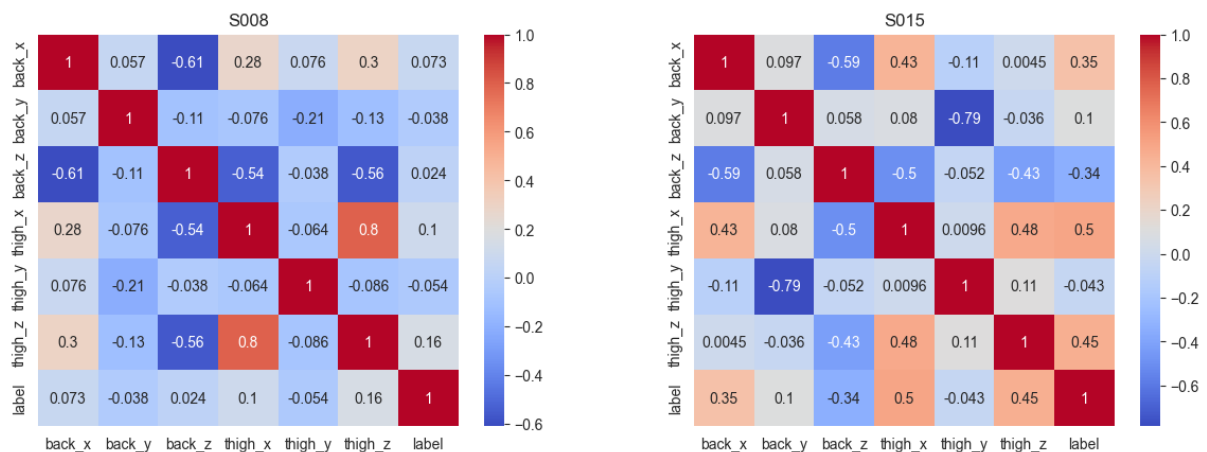 S008
back_x 1 0.057 -0.61 0.28 0.076 0.3 0.073
back_y 0.057 1 -0.11 -0.076 -0.21 -0.13 -0.038
back_z -0.61 -0.11 1 -0.54 -0.038 -0.56 0.024
thigh_x 0.28 -0.076 -0.54 1 -0.064 0.8 0.1
thigh_y 0.076 -0.21 -0.038 -0.064 1 -0.086 -0.054
thigh_z 0.3 -0.13 -0.56 0.8 -0.086 1 0.16
label 0.073 -0.038 0.024 0.1 -0.054 0.16 1
back_x back_y back_z thigh_x thigh_y thigh_z label
1.0
0.8
0.6
0.4
0.2
0.0
−0.2
−0.4
−0.6
S015
back_x 1 0.097 -0.59 0.43 -0.11 0.0045 0.35
back_y 0.097 1 0.058 0.08 -0.79 -0.036 0.1
back_z -0.59 0.058 1 -0.5 -0.052 -0.43 -0.34
thigh_x 0.43 0.08 -0.5 1 0.0096 0.48 0.5
thigh_y -0.11 -0.79 -0.052 0.0096 1 0.11 -0.043
thigh_z 0.0045 -0.036 -0.43 0.48 0.11 1 0.45
label 0.35 0.1 -0.34 0.5 -0.043 0.45 1
back_x back_y back_z thigh_x thigh_y thigh_z label
1.0
0.8
0.6
0.4
0.2
0.0
−0.2
−0.4
−0.6